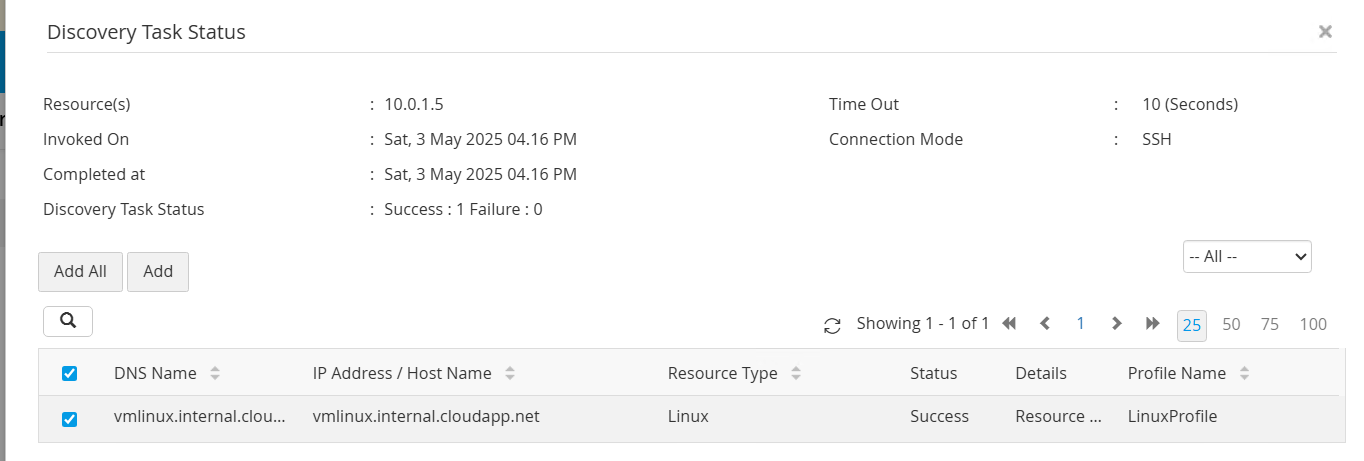 Discovery Task Status
Resource(s) : 10.0.1.5 Time Out : 10 (Seconds)
Invoked On : Sat, 3 May 2025 04.16 PM Connection Mode : SSH
Completed at : Sat, 3 May 2025 04.16 PM
Discovery Task Status : Success : 1 Failure : 0
-- All --
Add All Add
Showing 1 - 1 of 1 1 25 50 75 100
DNS Name IP Address / Host Name Resource Type Status Details Profile Name
vmlinux.internal.clou... vmlinux.internal.cloudapp.net Linux Success Resource ... LinuxProfile